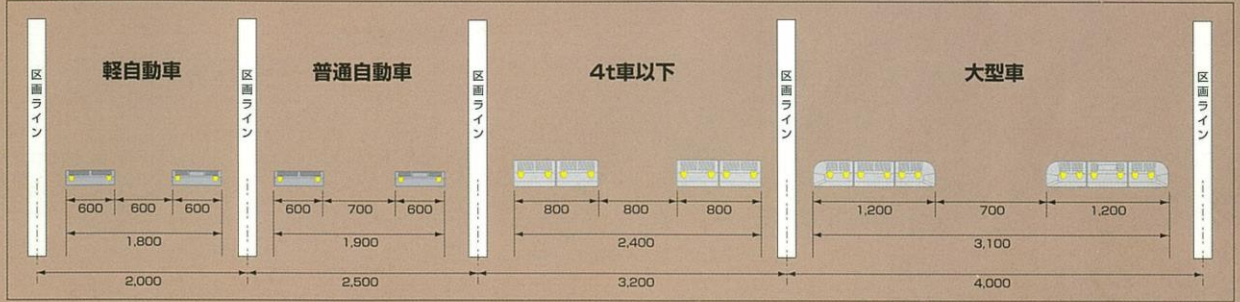 区画ライン
軽自動車
区画ライン
普通自動車
区画ライン
4t車以下
区画ライン
大型車
区画ライン
600 600 600
1,800
2,000
600 700 600
1,900
2,500
800 800 800
2,400
3,200
1,200 700 1,200
3,100
4,000